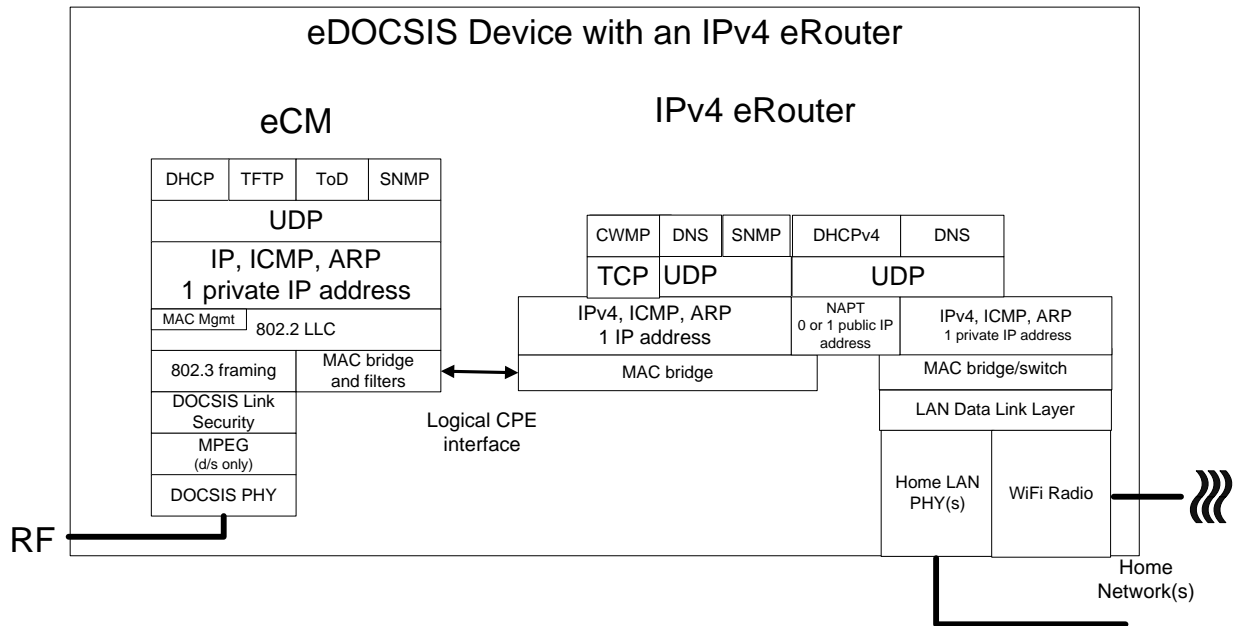 eDOCSIS Device with an IPv4 eRouter
eCM
IPv4 eRouter
DHCP
TFTP
ToD
SNMP
UDP
IP, ICMP, ARP
1 private IP address
MAC Mgmt
802.2 LLC
802.3 framing
MAC bridge
and filters
DOCSIS Link
Security
MPEG
(d/s only)
DOCSIS PHY
RF
Logical CPE
interface
CWMP
DNS
SNMP
DHCPv4
DNS
TCP
UDP
UDP
IPv4, ICMP, ARP
1 IP address
NAPT
0 or 1 public IP
address
IPv4, ICMP, ARP
1 private IP address
MAC bridge
MAC bridge/switch
LAN Data Link Layer
Home LAN
PHY(s)
WiFi Radio
Home
Network(s)